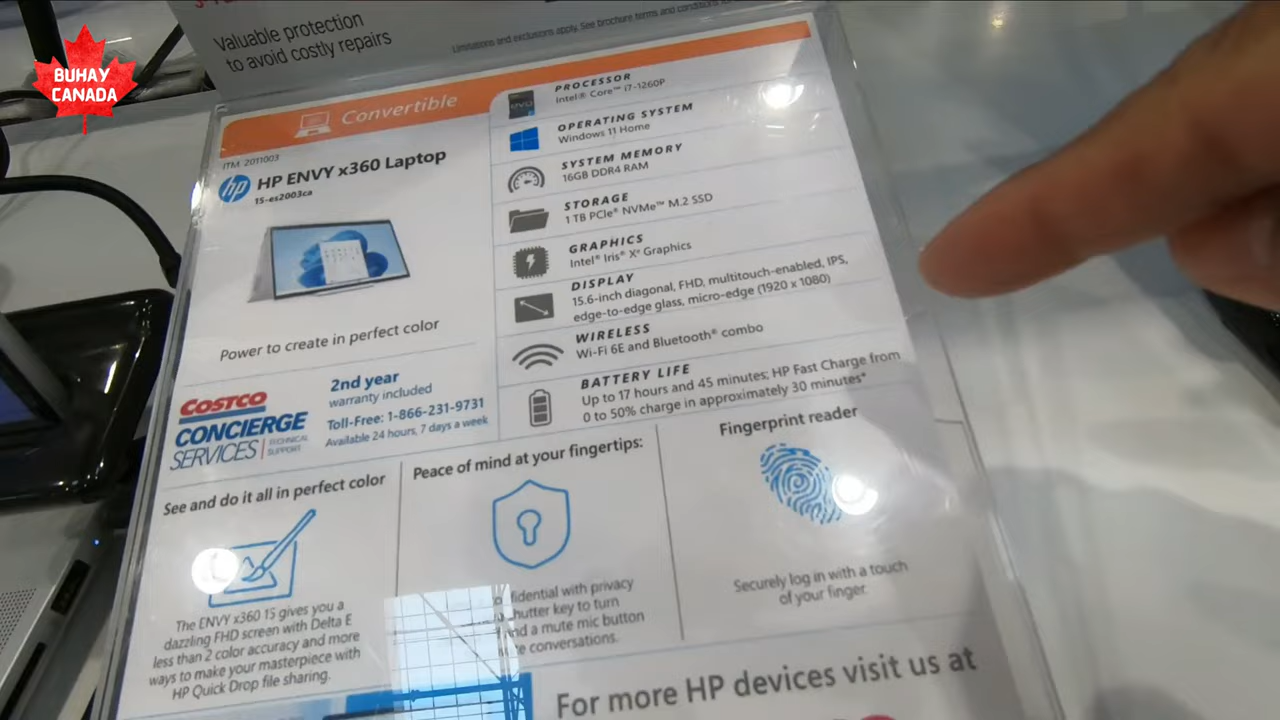 BUHAY
CANADA
Valuable protection
to avoid costly repairs
Limitations and exclusions apply. See brochure terms and conditions for
Convertible
ITM. 2011003
hp HP ENVY x360 Laptop
15-es2003ca
Power to create in perfect color
COSTCO
CONCIERGE
SERVICES
TECHNICAL
SUPPORT
2nd year
warranty included
Toll-Free: 1-866-231-9731
Available 24 hours, 7 days a week
PROCESSOR
Intel® Core™ i7-1260P
OPERATING SYSTEM
Windows 11 Home
SYSTEM MEMORY
16GB DDR4 RAM
STORAGE
1 TB PCIe® NVMe™ M.2 SSD
GRAPHICS
Intel® Iris® Xe Graphics
DISPLAY
15.6-inch diagonal, FHD, multitouch-enabled, IPS,
edge-to-edge glass, micro-edge (1920 x 1080)
WIRELESS
Wi-Fi 6E and Bluetooth® combo
BATTERY LIFE
Up to 17 hours and 45 minutes; HP Fast Charge from
0 to 50% charge in approximately 30 minutes*
See and do it all in perfect color
The ENVY x360 15 gives you a
dazzling FHD screen with Delta E
less than 2 color accuracy and more
ways to make your masterpiece with
HP Quick Drop file sharing.
Peace of mind at your fingertips:
with privacy
key to turn
a mute mic button
conversations.
Fingerprint reader
Securely log in with a touch
of your finger.
For more HP devices visit us at